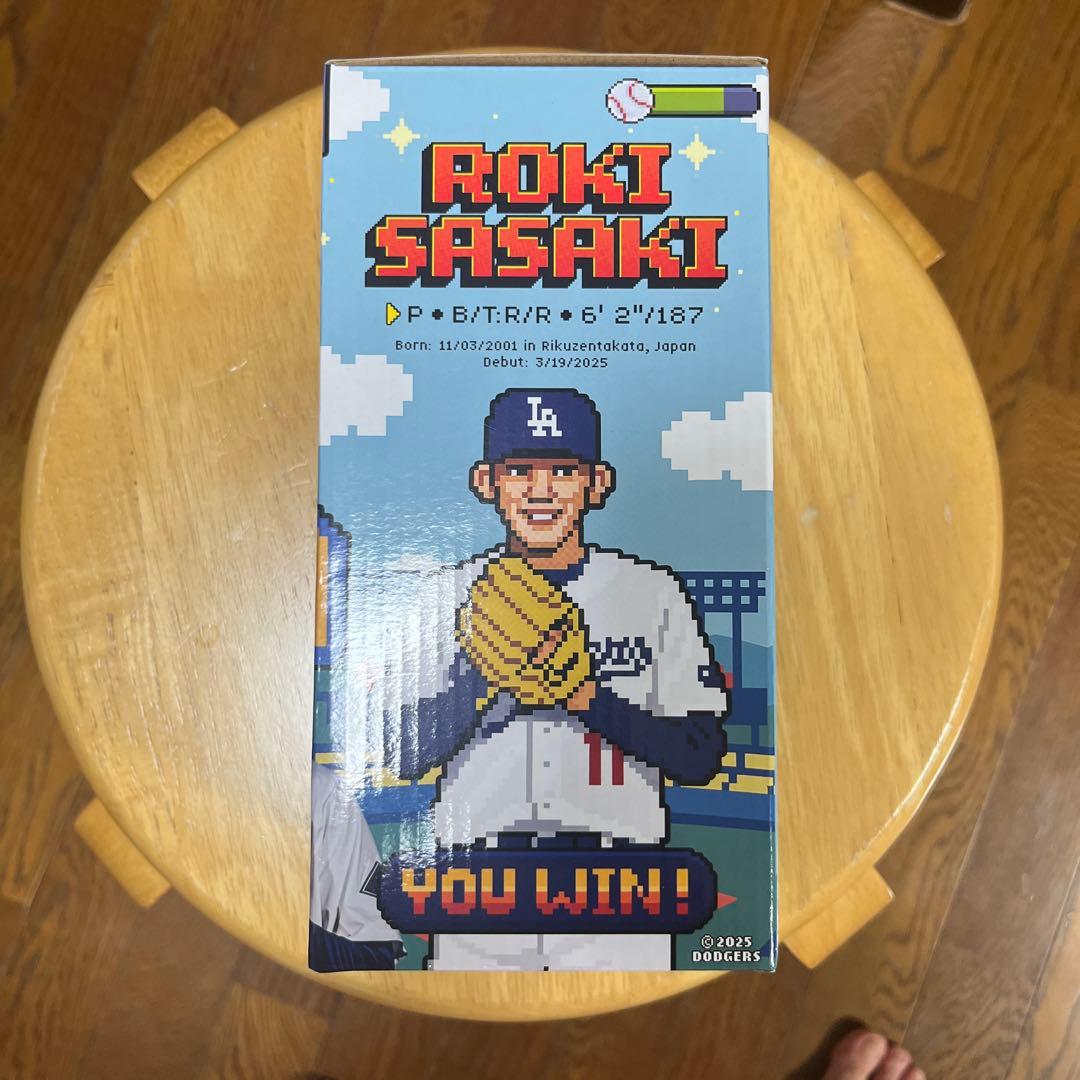 ROKI
SASAKI
P • B/T:R/R • 6' 2"/187
Born: 11/03/2001 in Rikuzentakata, Japan
Debut: 3/19/2025
LA
11
YOU WIN!
©2025
DODGERS